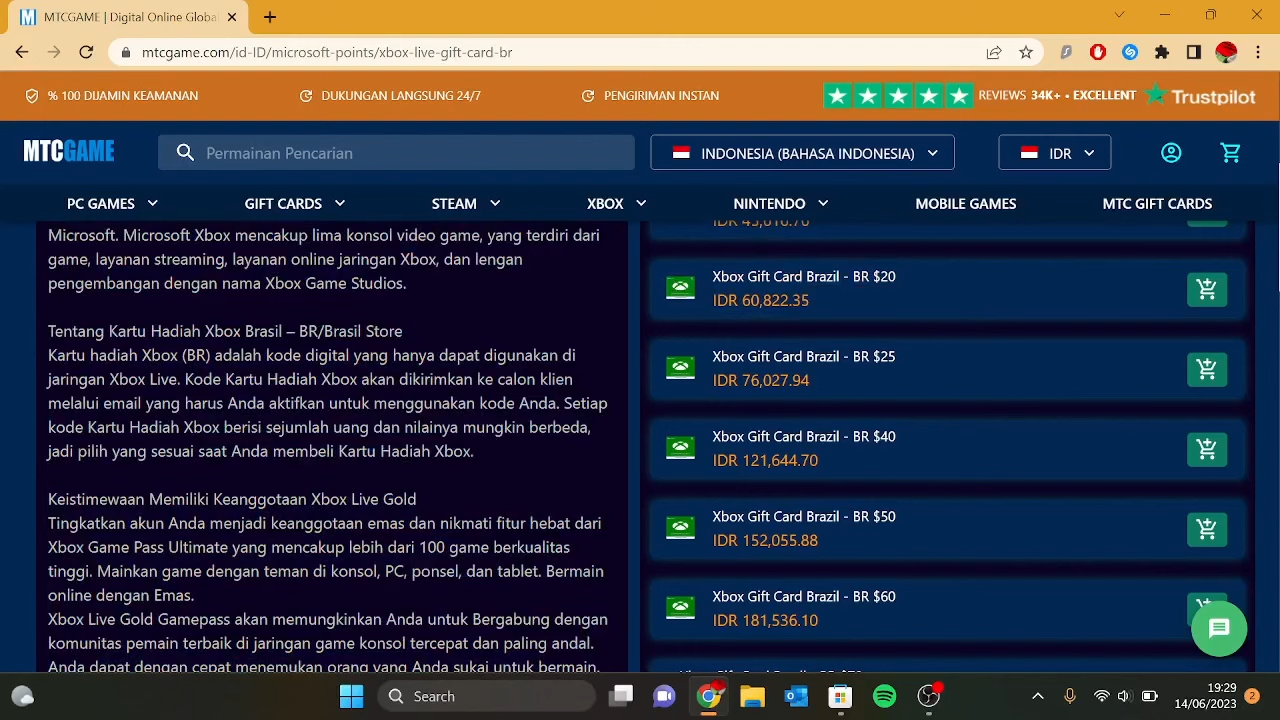 MTCGAME | Digital Online Global
mtcgame.com/id-ID/microsoft-points/xbox-live-gift-card-br
% 100 DIJAMIN KEAMANAN
DUKUNGAN LANGSUNG 24/7
PENGIRIMAN INSTAN
REVIEWS 34K+ • EXCELLENT
Trustpilot
MTCGAME
Permainan Pencarian
INDONESIA (BAHASA INDONESIA)
IDR
PC GAMES
GIFT CARDS
STEAM
XBOX
NINTENDO
MOBILE GAMES
MTC GIFT CARDS
Microsoft. Microsoft Xbox mencakup lima konsol video game, yang terdiri dari
game, layanan streaming, layanan online jaringan Xbox, dan lengan
pengembangan dengan nama Xbox Game Studios.
Tentang Kartu Hadiah Xbox Brasil – BR/Brasil Store
Kartu hadiah Xbox (BR) adalah kode digital yang hanya dapat digunakan di
jaringan Xbox Live. Kode Kartu Hadiah Xbox akan dikirimkan ke calon klien
melalui email yang harus Anda aktifkan untuk menggunakan kode Anda. Setiap
kode Kartu Hadiah Xbox berisi sejumlah uang dan nilainya mungkin berbeda,
jadi pilih yang sesuai saat Anda membeli Kartu Hadiah Xbox.
Keistimewaan Memiliki Keanggotaan Xbox Live Gold
Tingkatkan akun Anda menjadi keanggotaan emas dan nikmati fitur hebat dari
Xbox Game Pass Ultimate yang mencakup lebih dari 100 game berkualitas
tinggi. Mainkan game dengan teman di konsol, PC, ponsel, dan tablet. Bermain
online dengan Emas.
Xbox Live Gold Gamepass akan memungkinkan Anda untuk Bergabung dengan
komunitas pemain terbaik di jaringan game konsol tercepat dan paling andal.
Anda dapat dengan cepat menemukan orang yang Anda sukai untuk bermain,
Xbox Gift Card Brazil - BR $20
IDR 60,822.35
Xbox Gift Card Brazil - BR $25
IDR 76,027.94
Xbox Gift Card Brazil - BR $40
IDR 121,644.70
Xbox Gift Card Brazil - BR $50
IDR 152,055.88
Xbox Gift Card Brazil - BR $60
IDR 181,536.10
Search
19:29
14/06/2023
2